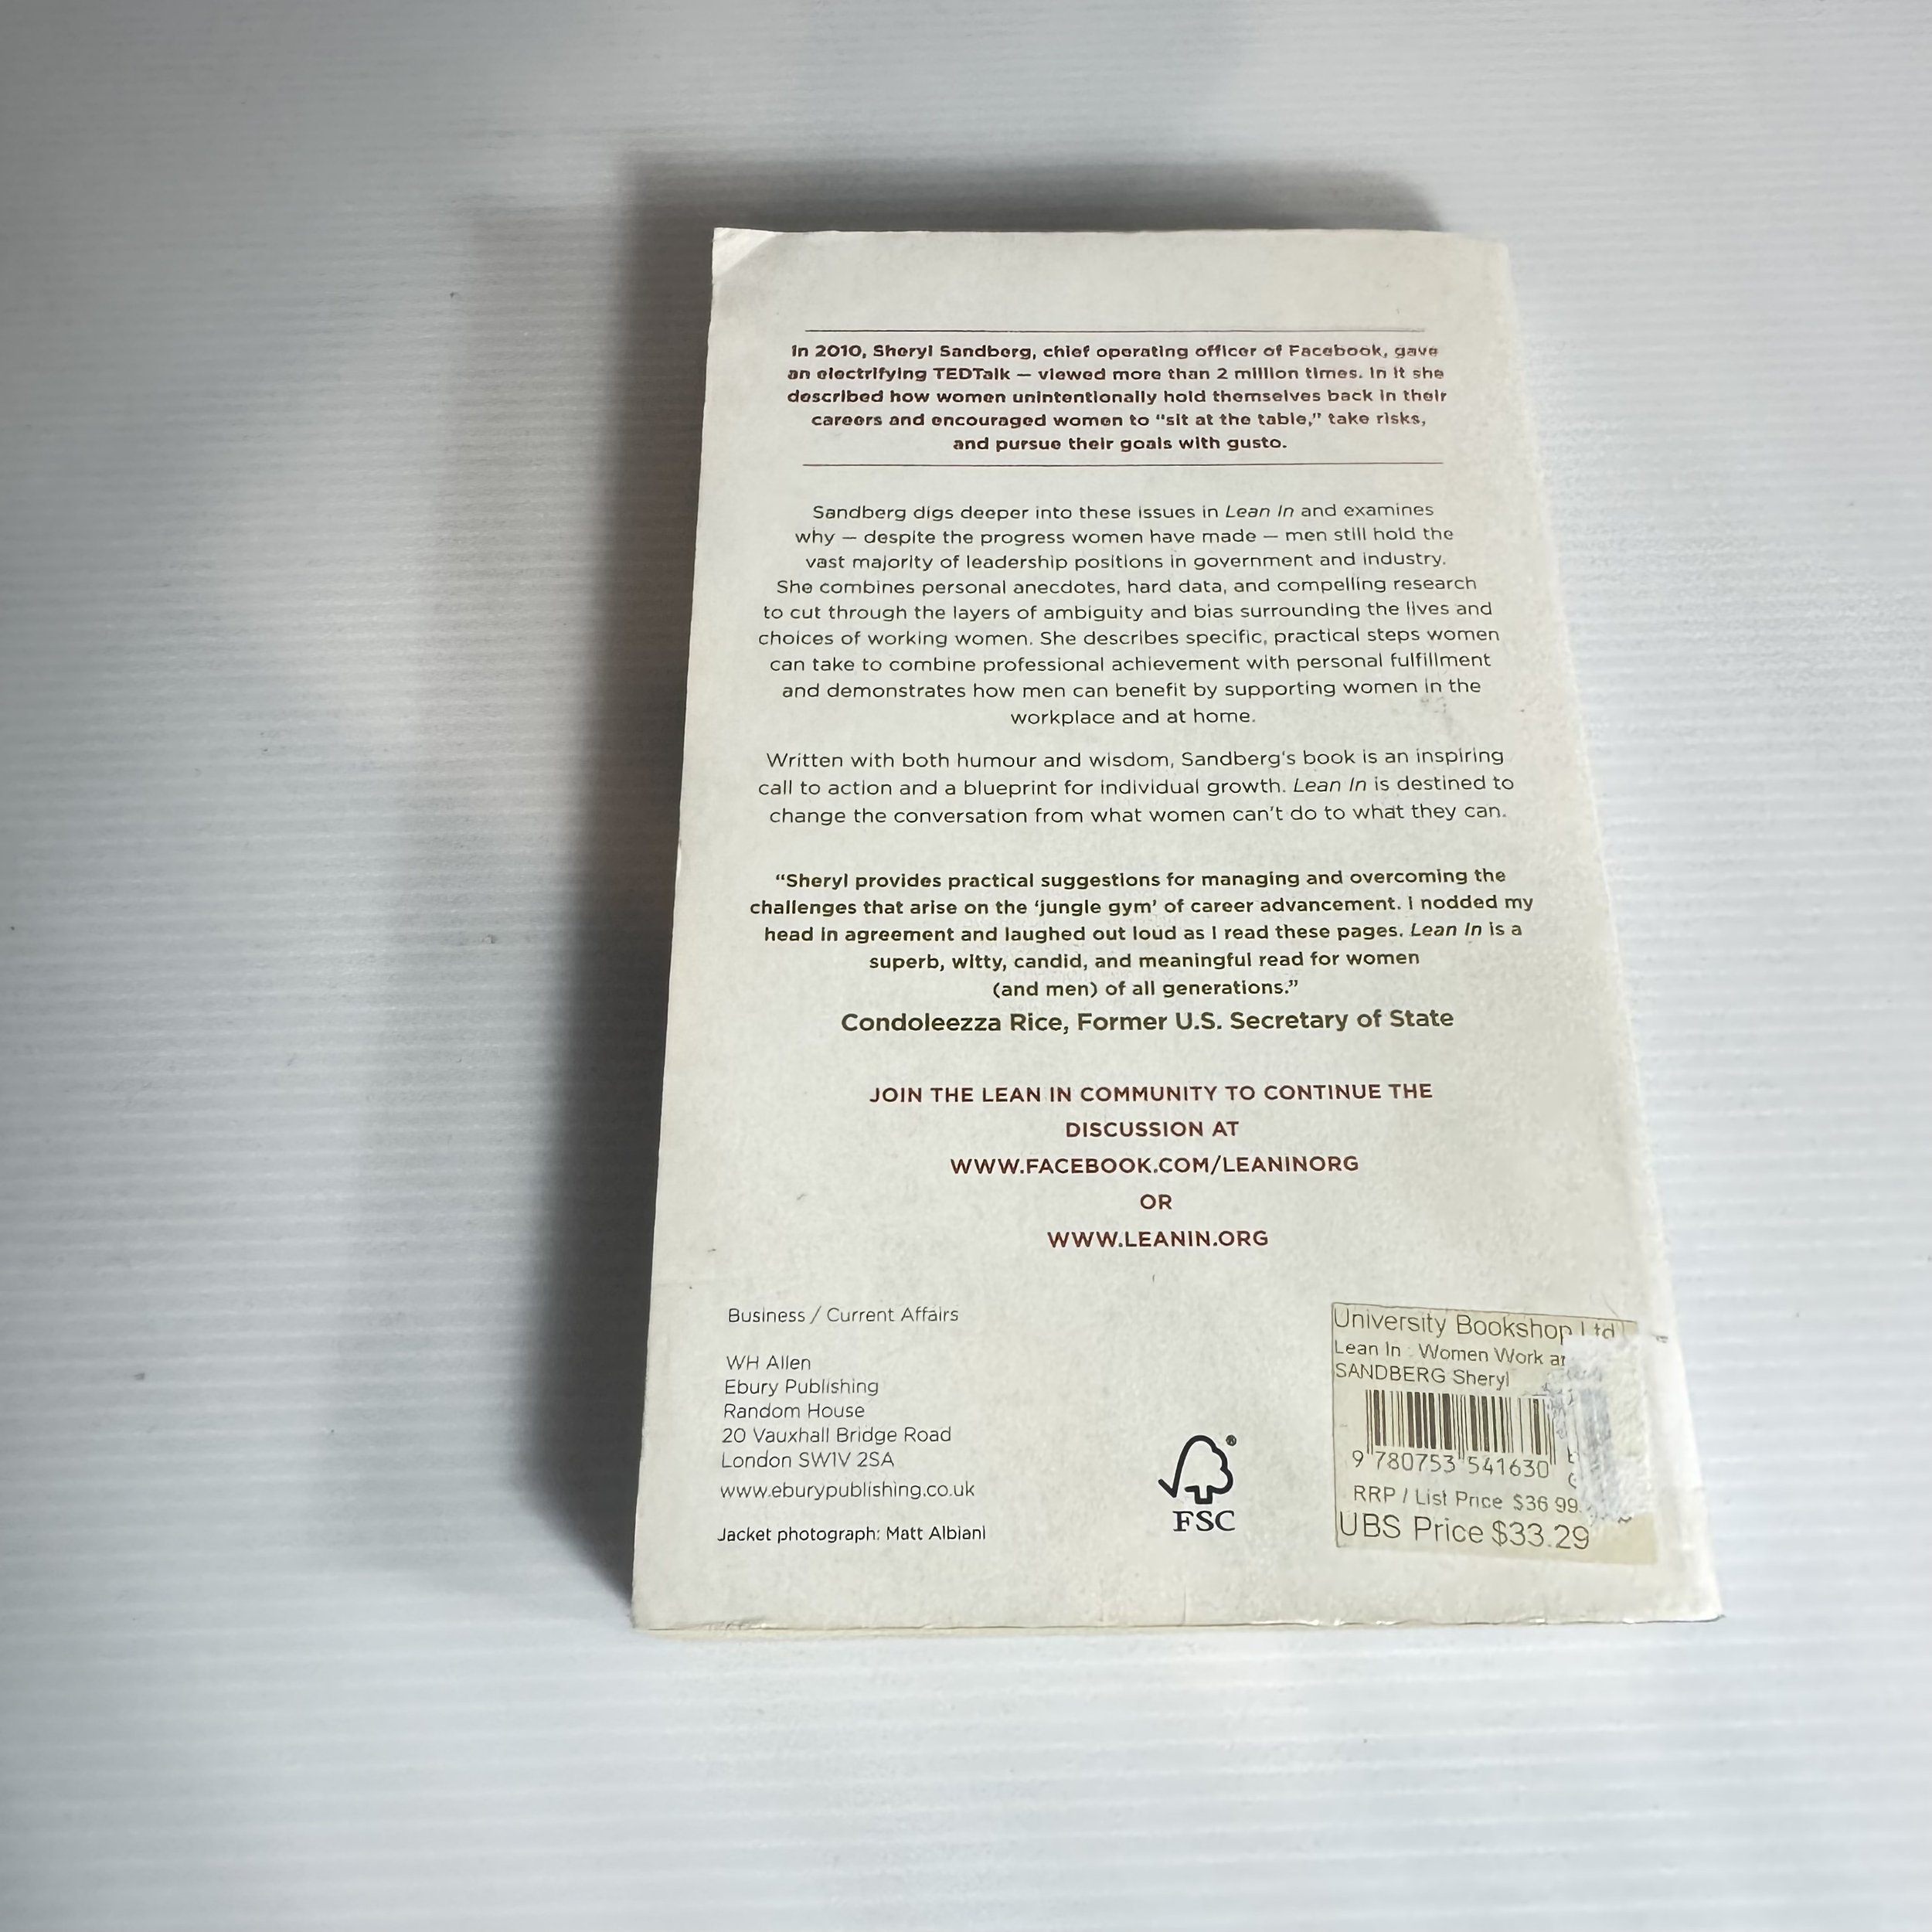 In 2010, Sheryl Sandberg, chief operating officer of Facebook, gave
an electrifying TEDTalk — viewed more than 2 million times. In it she
described how women unintentionally hold themselves back in their
careers and encouraged women to “sit at the table,” take risks,
and pursue their goals with gusto.
Sandberg digs deeper into these issues in Lean In and examines
why — despite the progress women have made — men still hold the
vast majority of leadership positions in government and industry.
She combines personal anecdotes, hard data, and compelling research
to cut through the layers of ambiguity and bias surrounding the lives and
choices of working women. She describes specific, practical steps women
can take to combine professional achievement with personal fulfillment
and demonstrates how men can benefit by supporting women in the
workplace and at home.
Written with both humour and wisdom, Sandberg's book is an inspiring
call to action and a blueprint for individual growth. Lean In is destined to
change the conversation from what women can't do to what they can.
“Sheryl provides practical suggestions for managing and overcoming the
challenges that arise on the ‘jungle gym’ of career advancement. I nodded my
head in agreement and laughed out loud as I read these pages. Lean In is a
superb, witty, candid, and meaningful read for women
(and men) of all generations.”
Condoleezza Rice, Former U.S. Secretary of State
JOIN THE LEAN IN COMMUNITY TO CONTINUE THE
DISCUSSION AT
WWW.FACEBOOK.COM/LEANINORG
OR
WWW.LEANIN.ORG
Business / Current Affairs
WH Allen
Ebury Publishing
Random House
20 Vauxhall Bridge Road
London SW1V 2SA
www.eburypublishing.co.uk
Jacket photograph: Matt Albiani
®
FSC
University Bookshop Ltd
Lean In : Women Work
SANDBERG Sheryl
9 780753 541630
RRP / List Price $36.99
UBS Price $33.29